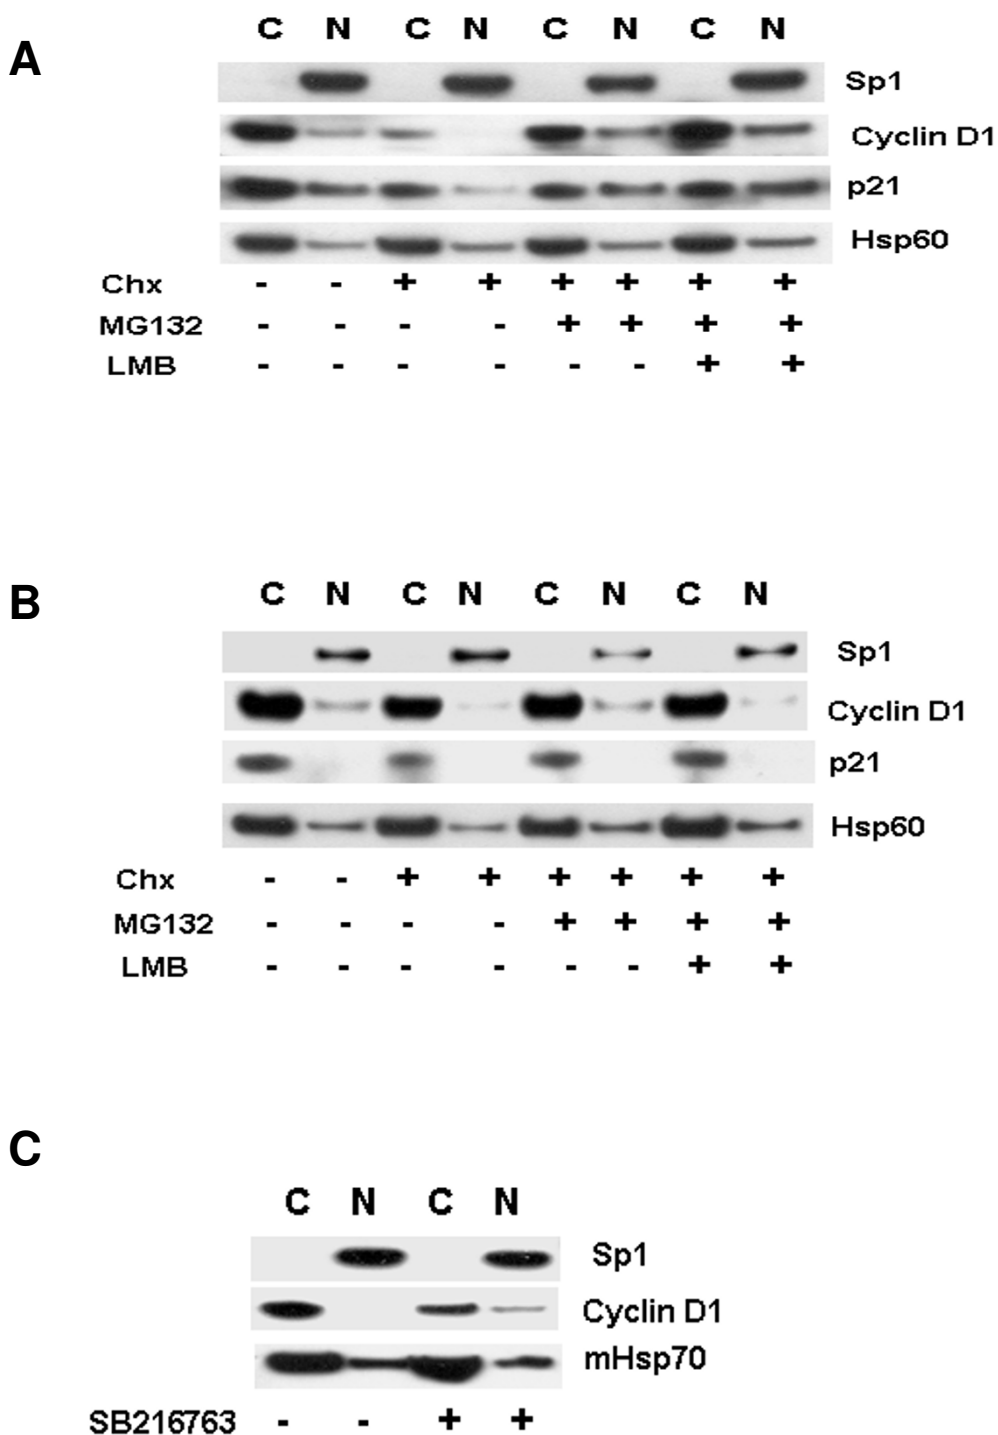 A
C N C N C N C N
Sp1
Cyclin D1
p21
Hsp60
Chx - - + + + + + +
MG132 - - - - + + + +
LMB - - - - - - + +
B
C N C N C N C N
Sp1
Cyclin D1
p21
Hsp60
Chx - - + + + + + +
MG132 - - - - + + + +
LMB - - - - - - + +
C
C N C N
Sp1
Cyclin D1
mHsp70
SB216763 - - + +